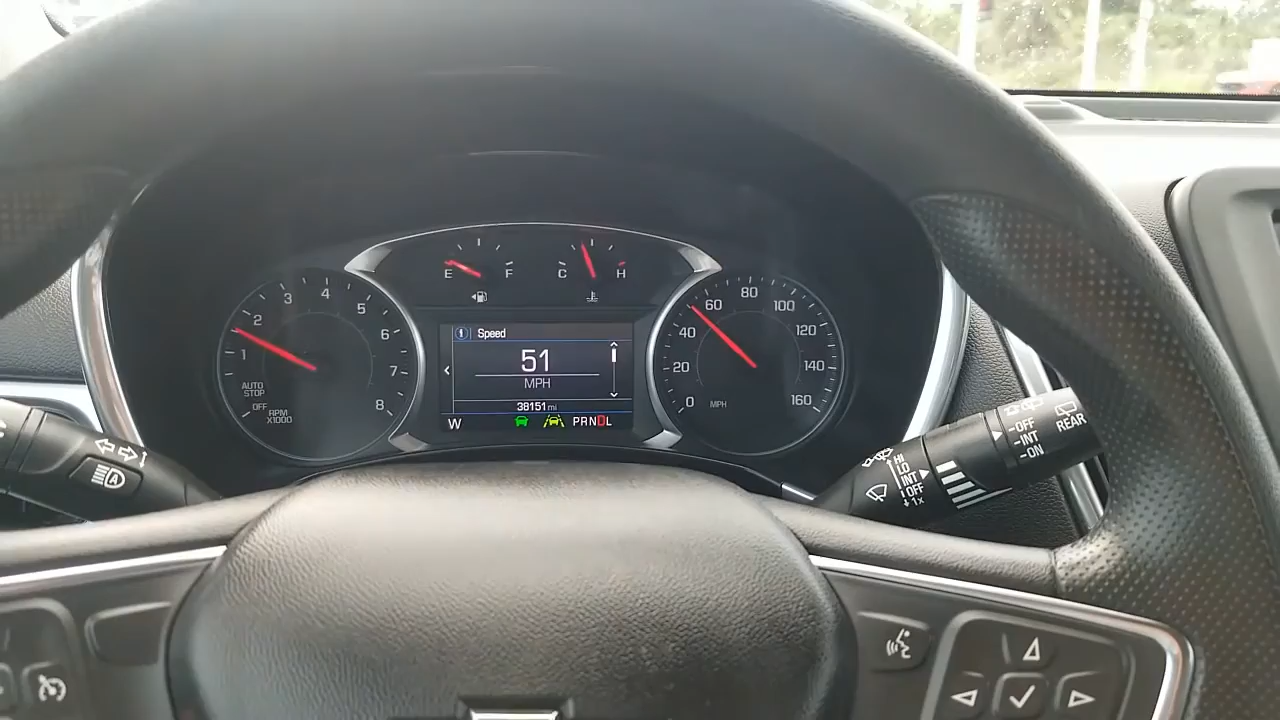 E F
C H
1 2 3 4 5 6 7 8
AUTO
STOP
OFF
RPM
X1000
Speed
51
MPH
38151 mi
W
PRNDL
0 20 40 60 80 100 120 140 160
MPH
HI
LO
INT
OFF
1x
OFF
INT
ON
REAR
A